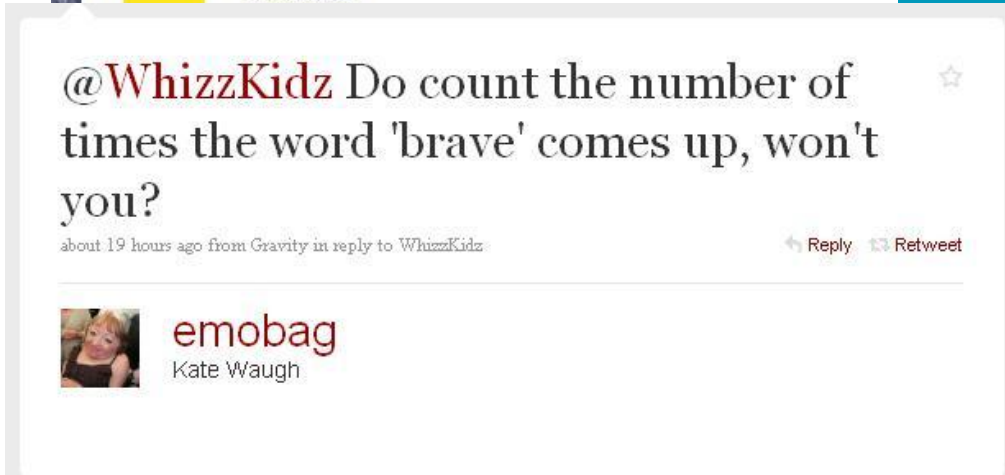 @WhizzKidz Do count the number of
times the word 'brave' comes up, won't
you?
about 19 hours ago from Gravity in reply to WhizzKidz
Reply Retweet
emobag
Kate Waugh